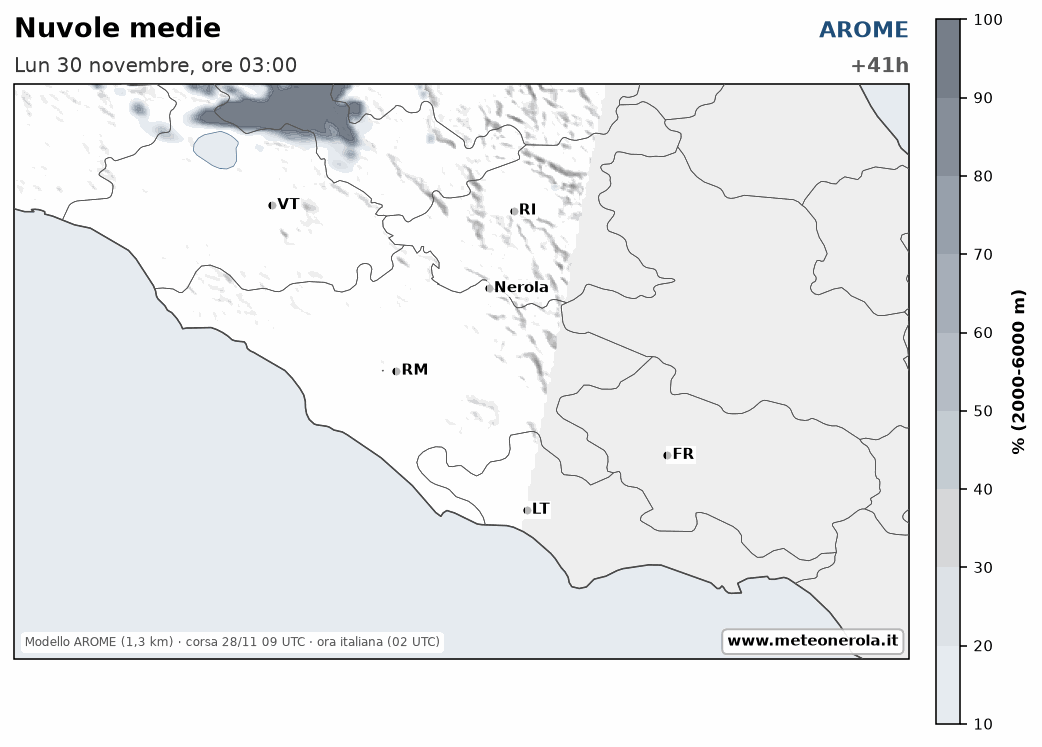 Nuvole medie
AROME
Lun 30 novembre, ore 03:00
+41h
100
90
80
70
60
50
40
30
20
10
% (2000-6000 m)
VT
RI
Nerola
RM
FR
LT
Modello AROME (1,3 km) · corsa 28/11 09 UTC · ora italiana (02 UTC)
www.meteonerola.it